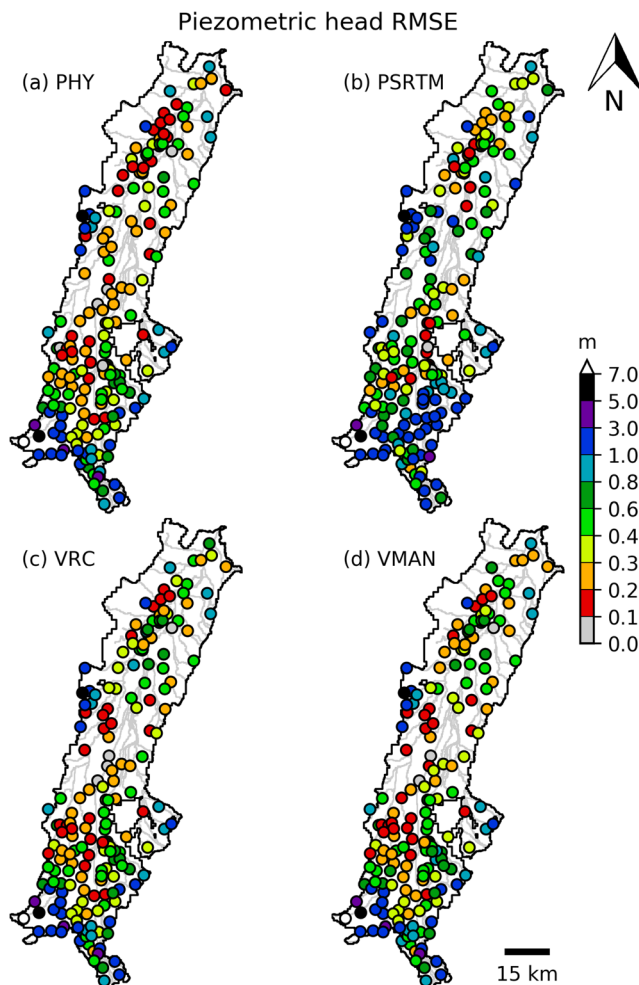 Piezometric head RMSE
(a) PHY
(b) PSRTM
N
m
7.0
5.0
3.0
1.0
0.8
0.6
0.4
0.3
0.2
0.1
0.0
(c) VRC
(d) VMAN
15 km